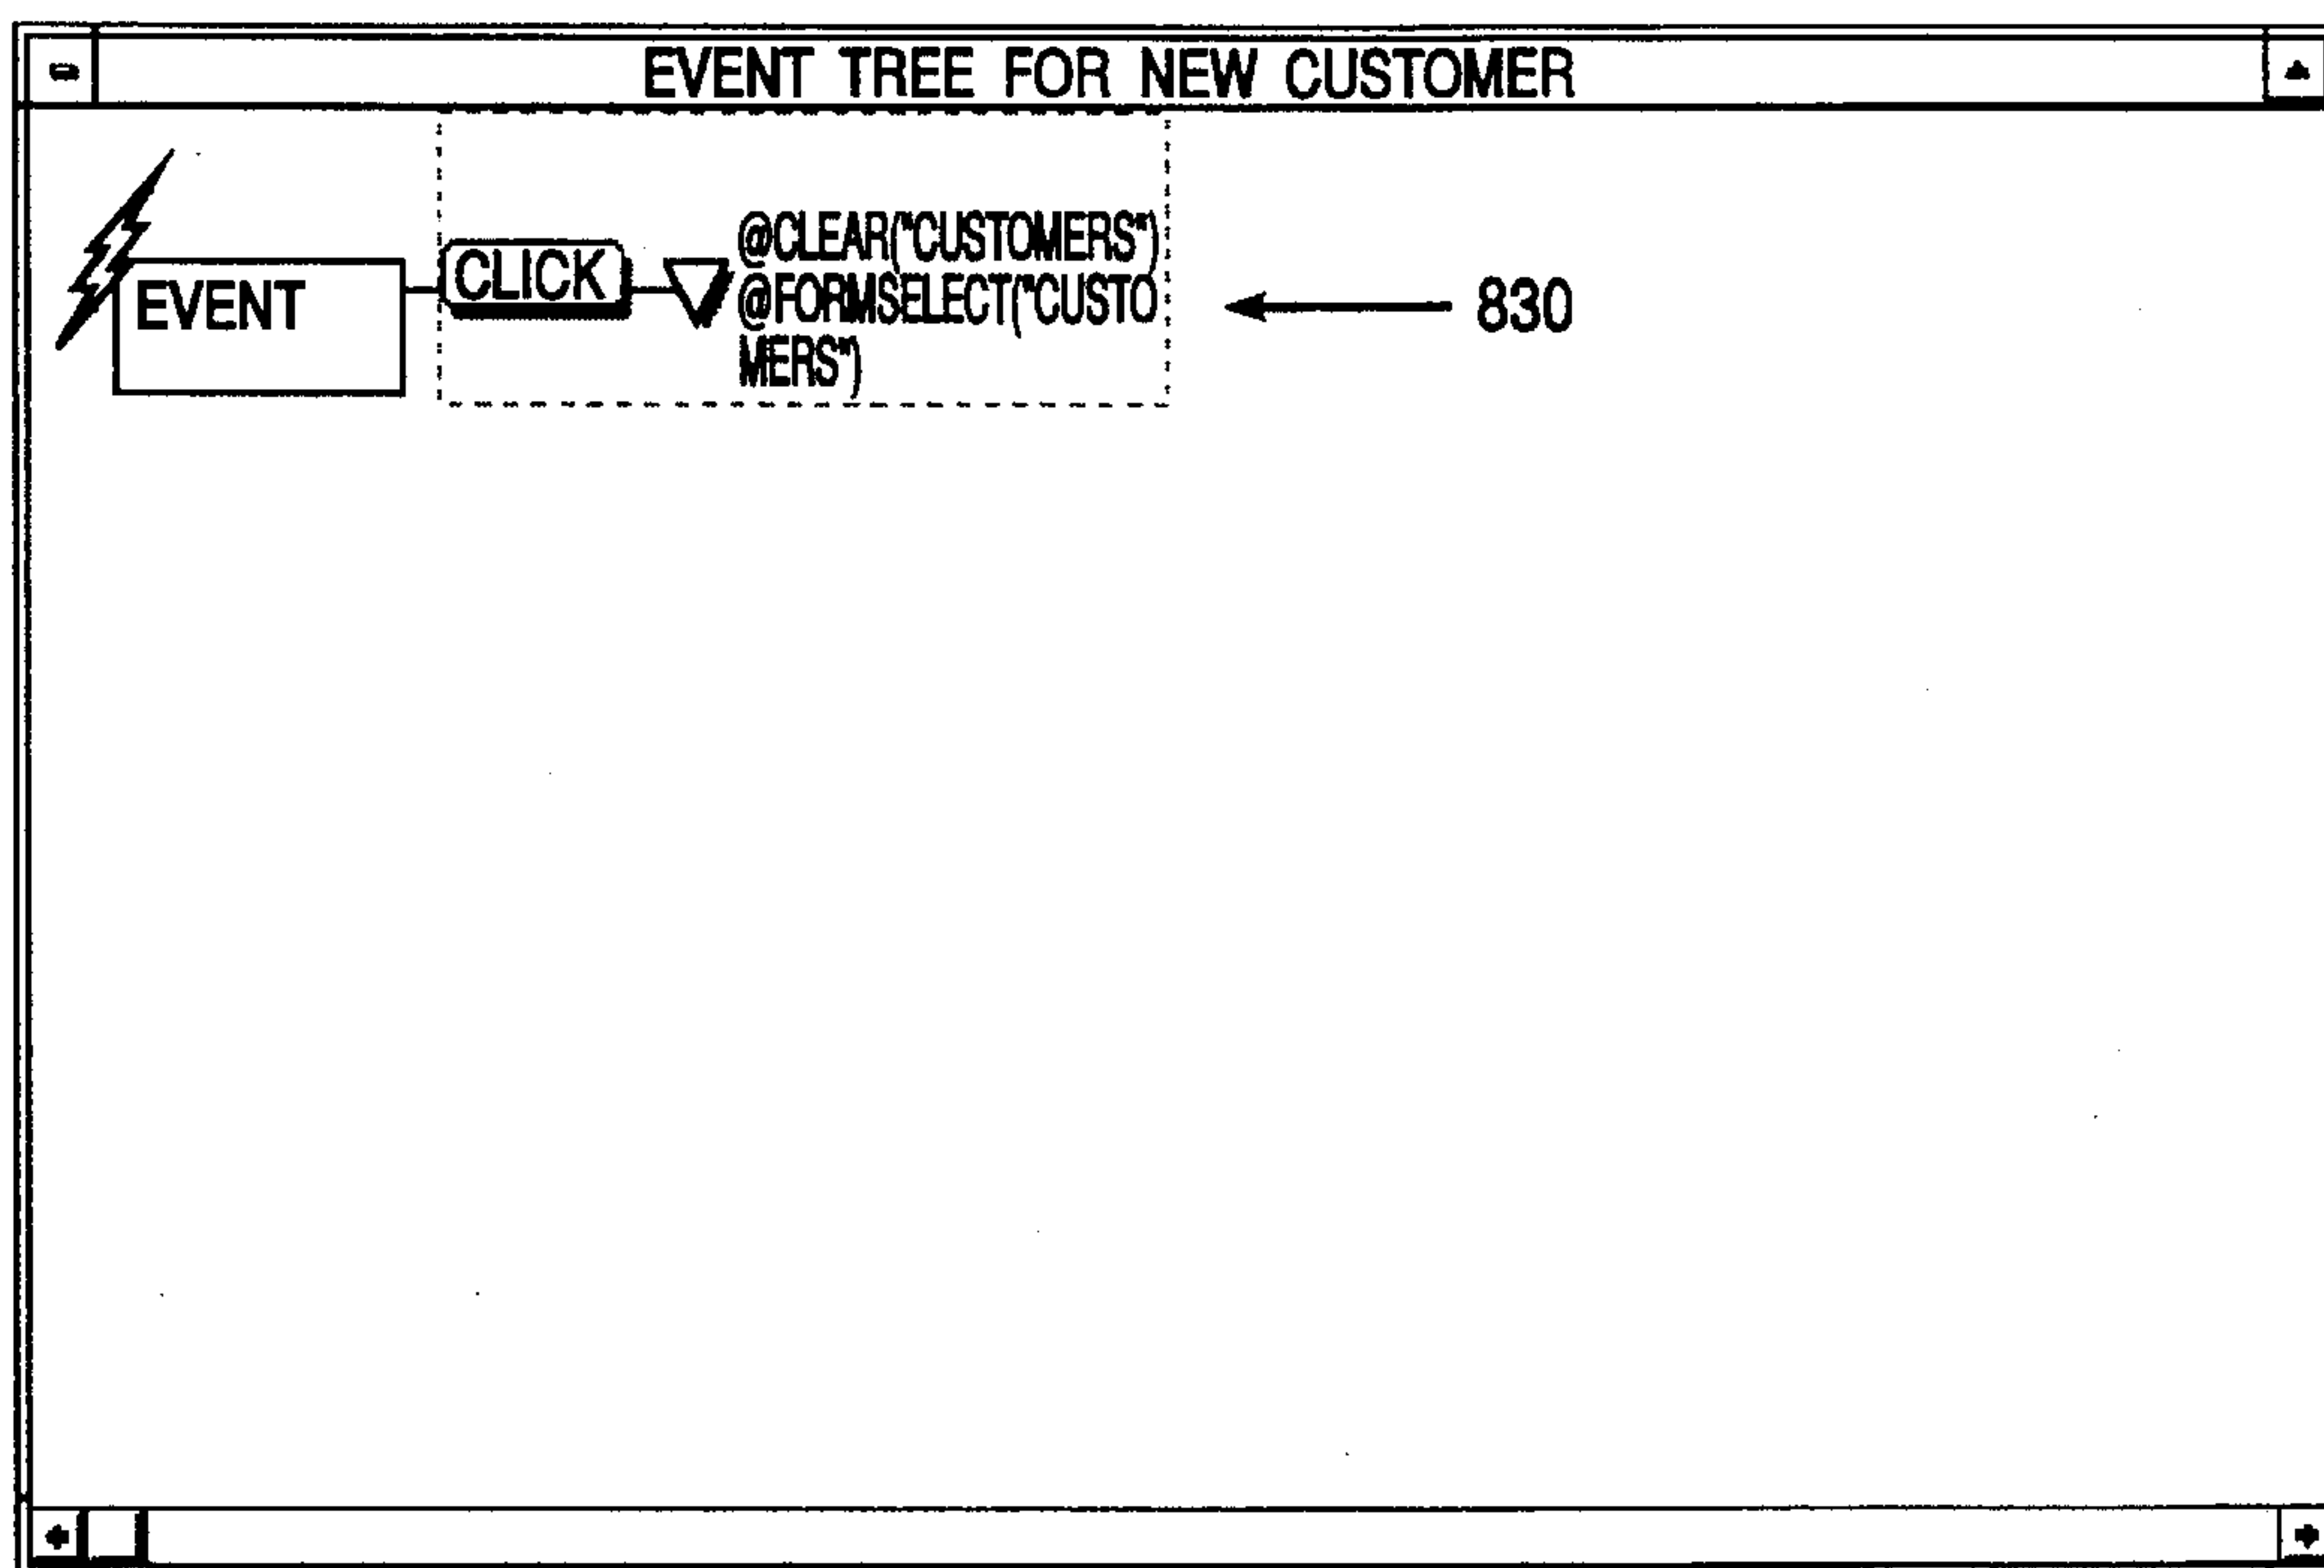 EVENT TREE FOR NEW CUSTOMER
EVENT
CLICK
@CLEAR("CUSTOMERS")
@FORMSELECT("CUSTO
MERS")
830